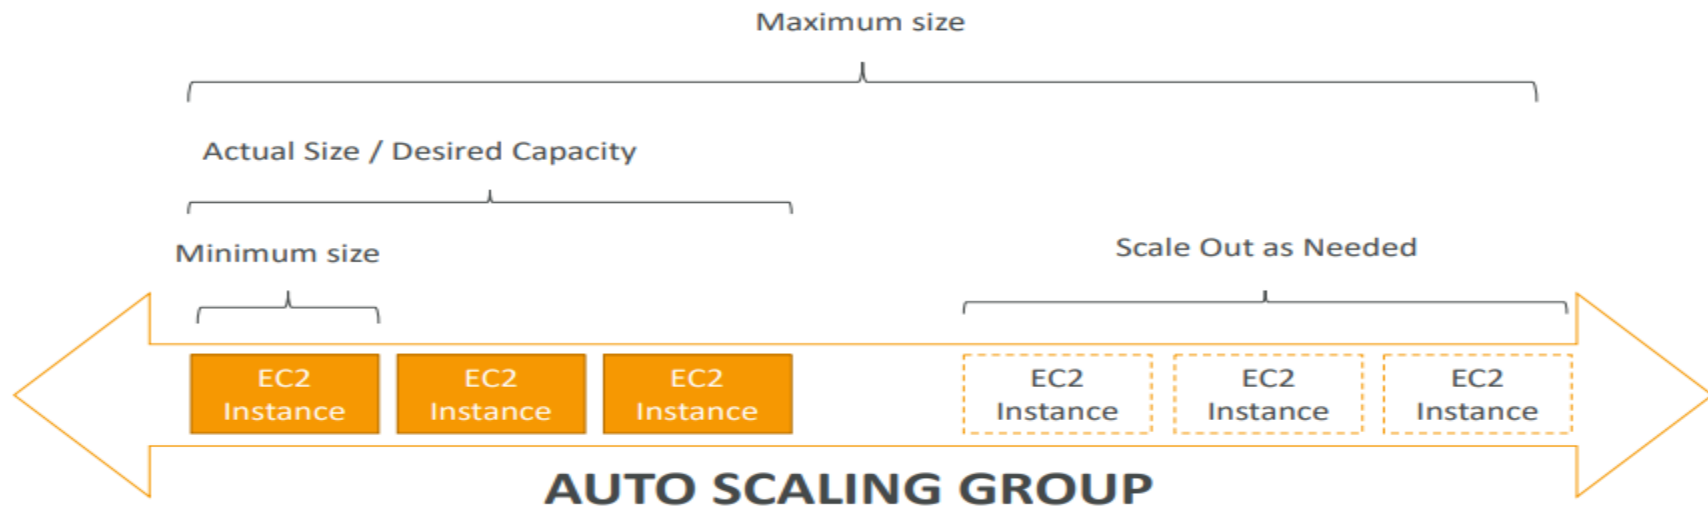 Maximum size
Actual Size / Desired Capacity
Minimum size
Scale Out as Needed
EC2
Instance
EC2
Instance
EC2
Instance
EC2
Instance
EC2
Instance
EC2
Instance
AUTO SCALING GROUP